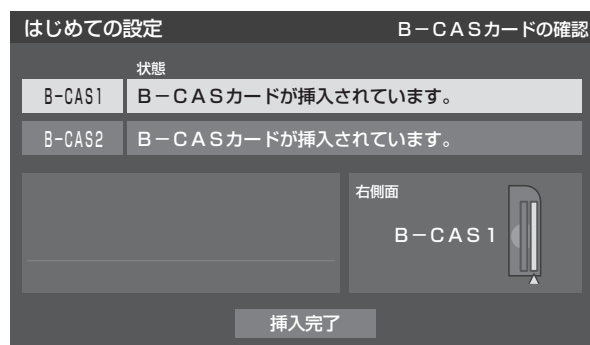 はじめての設定 B－CASカードの確認
状態
B-CAS1 B－CASカードが挿入されています。
B-CAS2 B－CASカードが挿入されています。
右側面
B－CAS1
挿入完了